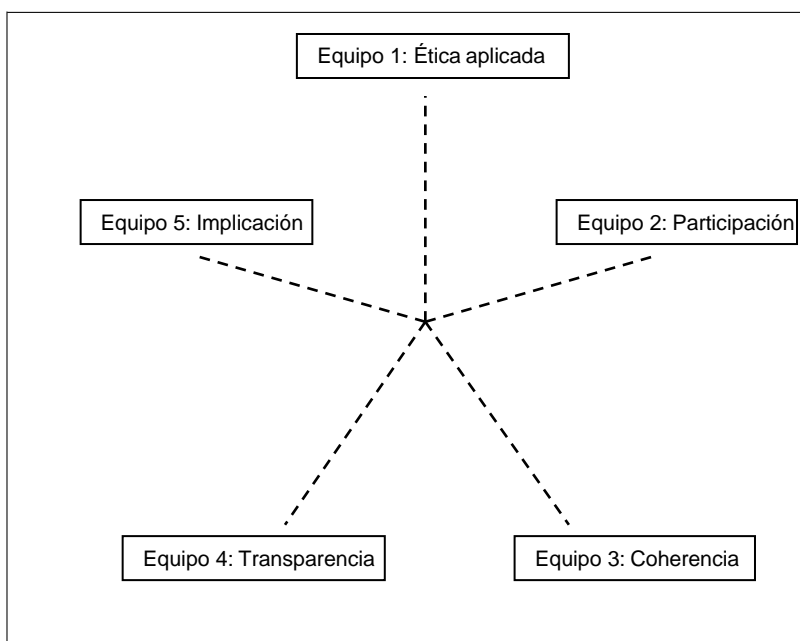 Equipo 1: Ética aplicada
Equipo 5: Implicación
Equipo 2: Participación
Equipo 4: Transparencia
Equipo 3: Coherencia